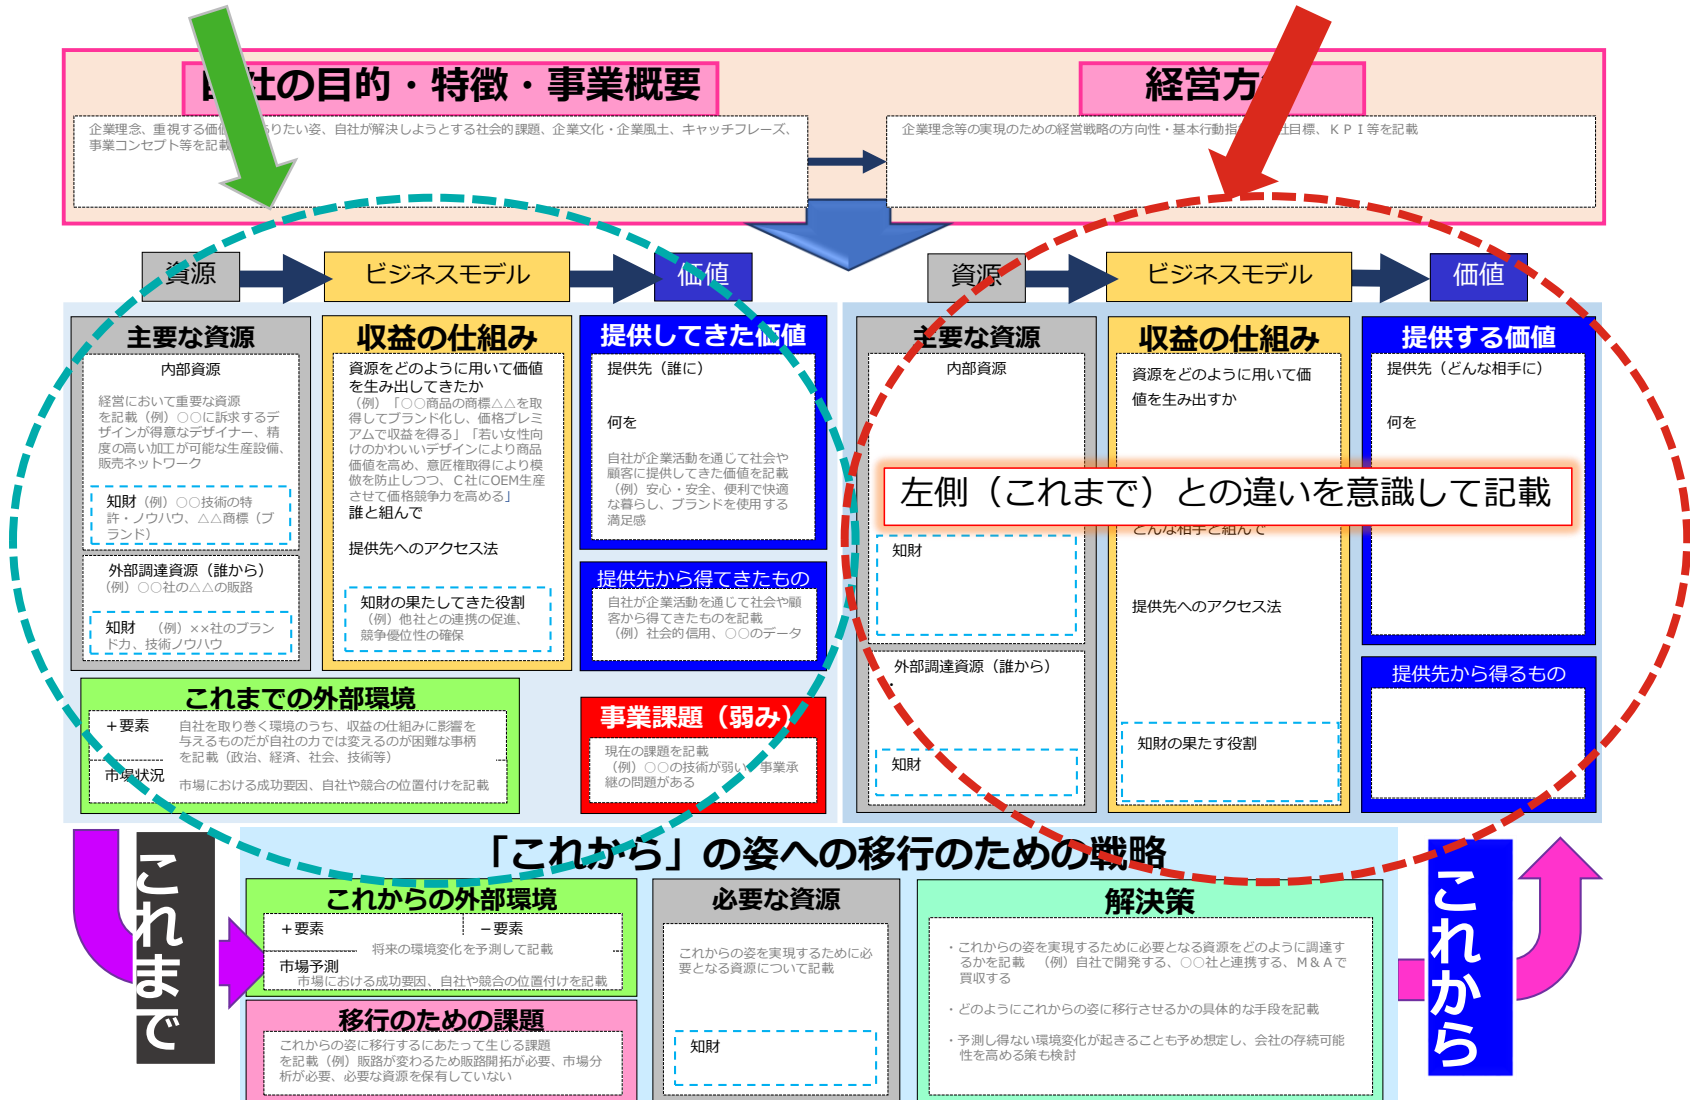 社の目的・特徴・事業概要
企業理念、重視する価値 りたい姿、自社が解決しようとする社会的課題、企業文化・企業風土、キャッチフレーズ、
事業コンセプト等を記載
経営方
企業理念等の実現のための経営戦略の方向性・基本行動指 社目標、ＫＰＩ等を記載
資源
ビジネスモデル
価値
主要な資源
内部資源
経営において重要な資源
を記載（例）〇〇に訴求するデ
ザインが得意なデザイナー、精
度の高い加工が可能な生産設備、
販売ネットワーク
知財（例）〇〇技術の特
許・ノウハウ、△△商標（ブ
ランド）
外部調達資源（誰から）
（例）〇〇社の△△の販路
知財　（例）××社のブラン
ド力、技術ノウハウ
収益の仕組み
資源をどのように用いて価値
を生み出してきたか
（例）「〇〇商品の商標△△を取
得してブランド化し、価格プレミ
アムで収益を得る」「若い女性向
けのかわいいデザインにより商品
価値を高め、意匠権取得により模
倣を防止しつつ、Ｃ社にOEM生産
させて価格競争力を高める」
誰と組んで
提供先へのアクセス法
知財の果たしてきた役割
（例）他社との連携の促進、
競争優位性の確保
提供してきた価値
提供先（誰に）
何を
自社が企業活動を通じて社会や
顧客に提供してきた価値を記載
（例）安心・安全、便利で快適
な暮らし、ブランドを使用する
満足感
提供先から得てきたもの
自社が企業活動を通じて社会や顧
客から得てきたものを記載
（例）社会的信用、〇〇のデータ
これまでの外部環境
＋要素
自社を取り巻く環境のうち、収益の仕組みに影響を
与えるものだが自社の力では変えるのが困難な事柄
を記載（政治、経済、社会、技術等）
市場状況
市場における成功要因、自社や競合の位置付けを記載
事業課題（弱み）
現在の課題を記載
（例）〇〇の技術が弱い、事業承
継の問題がある
資源
ビジネスモデル
価値
主要な資源
内部資源
収益の仕組み
資源をどのように用いて価
値を生み出すか
提供する価値
提供先（どんな相手に）
何を
左側（これまで）との違いを意識して記載
どんな相手と組んで
知財
外部調達資源（誰から）
・
知財
提供先へのアクセス法
知財の果たす役割
提供先から得るもの
これまで
「これから」の姿への移行のための戦略
これからの外部環境
＋要素
－要素
将来の環境変化を予測して記載
市場予測
市場における成功要因、自社や競合の位置付けを記載
移行のための課題
これからの姿に移行するにあたって生じる課題
を記載（例）販路が変わるため販路開拓が必要、市場分
析が必要、必要な資源を保有していない
必要な資源
これからの姿を実現するために必
要となる資源について記載
知財
解決策
・これからの姿を実現するために必要となる資源をどのように調達す
るかを記載　（例）自社で開発する、〇〇社と連携する、Ｍ＆Ａで
買収する
・どのようにこれからの姿に移行させるかの具体的な手段を記載
・予測し得ない環境変化が起きることも予め想定し、会社の存続可能
性を高める策も検討
これから